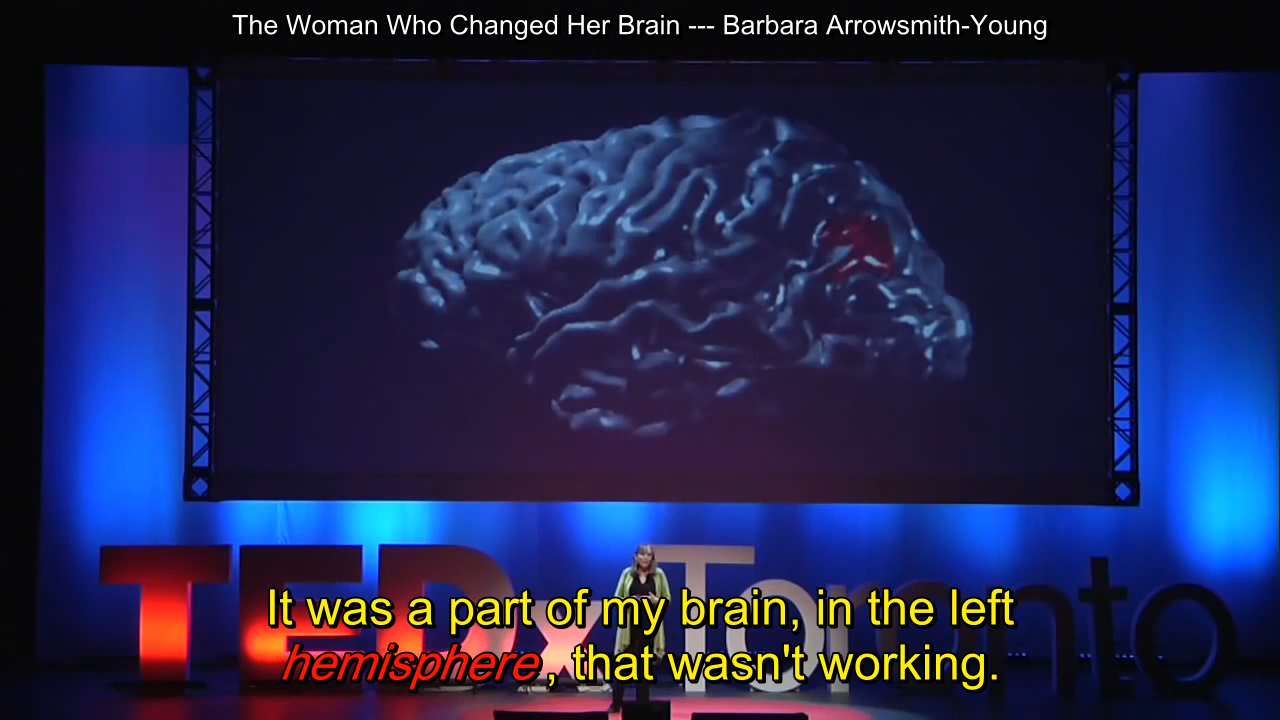 The Woman Who Changed Her Brain --- Barbara Arrowsmith-Young
TEDxToronto
It was a part of my brain, in the left
hemisphere , that wasn't working.